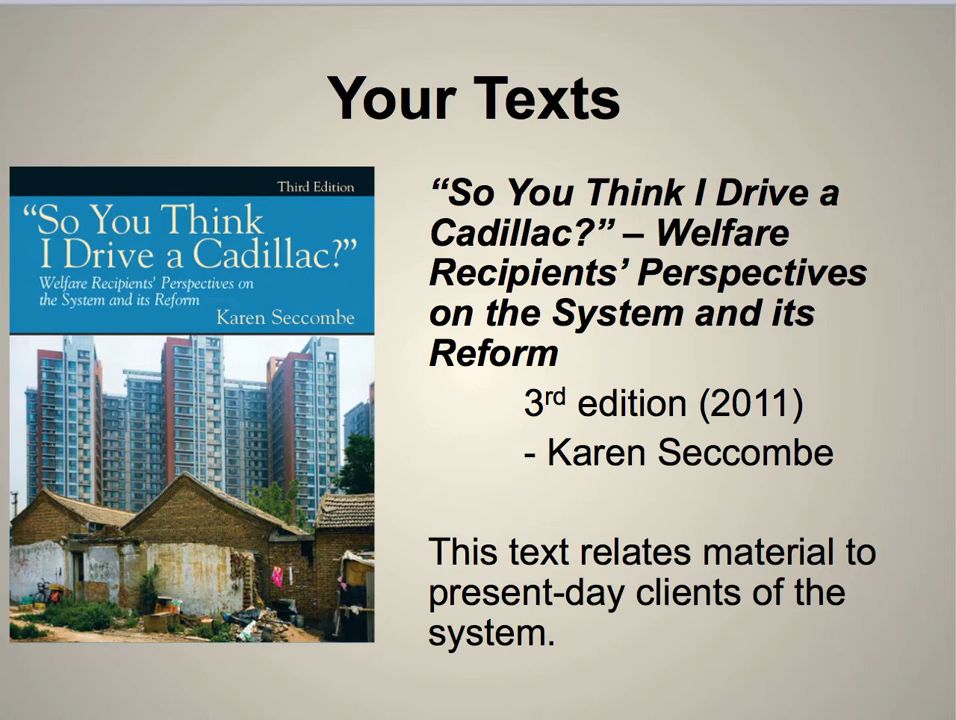 Your Texts
Third Edition
“So You Think
I Drive a Cadillac?”
Welfare Recipients’ Perspectives on
the System and its Reform
Karen Seccombe
“So You Think I Drive a
Cadillac?” – Welfare
Recipients’ Perspectives
on the System and its
Reform
3rd edition (2011)
- Karen Seccombe
This text relates material to
present-day clients of the
system.